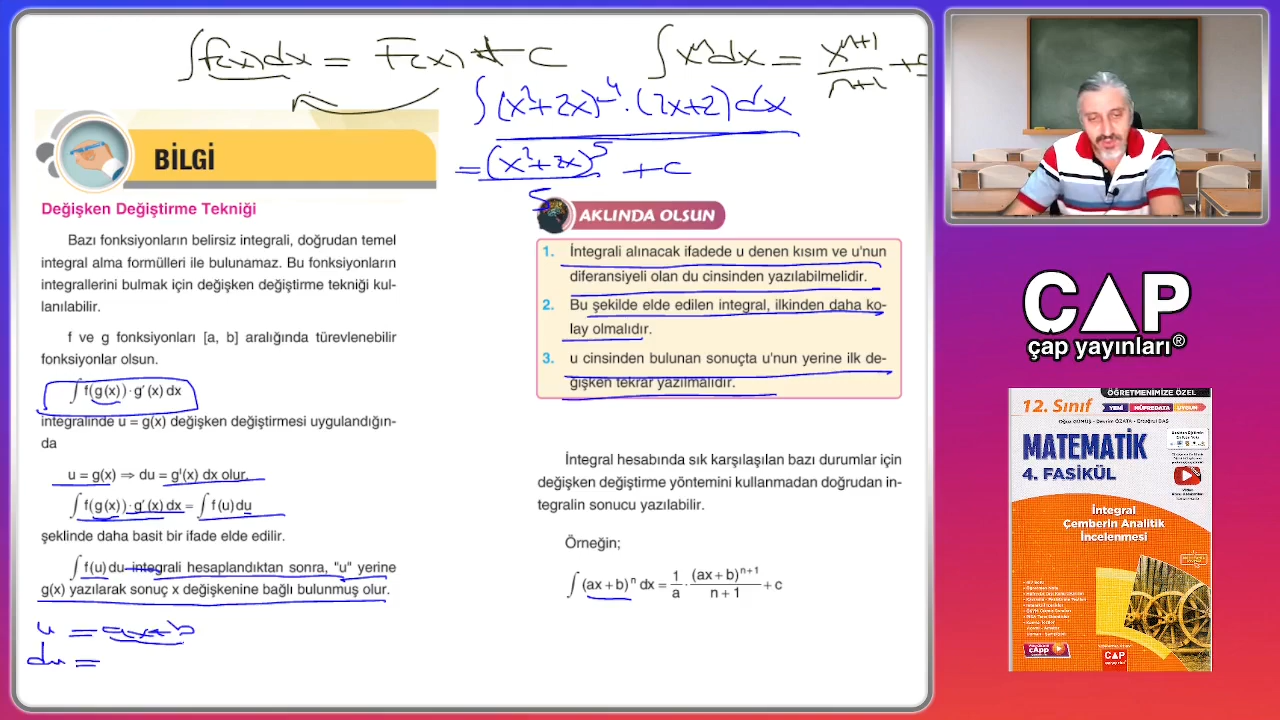 ∫f(x)dx = F(x) + C
∫xⁿdx = xⁿ⁺¹/n+1 + C
∫(x²+2x)⁴·(2x+2)dx
= (x²+2x)⁵/5 + C
BİLGİ
Değişken Değiştirme Tekniği
Bazı fonksiyonların belirsiz integrali, doğrudan temel
integral alma formülleri ile bulunamaz. Bu fonksiyonların
integrallerini bulmak için değişken değiştirme tekniği kul-
lanılabilir.
f ve g fonksiyonları [a, b] aralığında türevlenebilir
fonksiyonlar olsun.
∫ f(g(x)) · g'(x) dx
integralinde u = g(x) değişken değiştirmesi uygulandığın-
da
u = g(x) ⇒ du = g'(x) dx olur.
∫ f(g(x)) · g'(x) dx = ∫ f(u) du
şeklinde daha basit bir ifade elde edilir.
∫ f(u) du integrali hesaplandıktan sonra, "u" yerine
g(x) yazılarak sonuç x değişkenine bağlı bulunmuş olur.
u = ax+b
du =
AKLINDA OLSUN
1. İntegrali alınacak ifadede u denen kısım ve u'nun
diferansiyeli olan du cinsinden yazılabilmelidir.
2. Bu şekilde elde edilen integral, ilkinden daha ko-
lay olmalıdır.
3. u cinsinden bulunan sonuçta u'nun yerine ilk de-
ğişken tekrar yazılmalıdır.
İntegral hesabında sık karşılaşılan bazı durumlar için
değişken değiştirme yöntemini kullanmadan doğrudan in-
tegralin sonucu yazılabilir.
Örneğin;
∫ (ax + b)ⁿ dx = 1/a · (ax + b)ⁿ⁺¹/n + 1 + c
ÇAP
çap yayınları®
ÖĞRETMENİMİZE ÖZEL
12. Sınıf
YENİ MÜFREDATA UYGUN
MATEMATİK
4. FASİKÜL
İntegral
Çemberin Analitik
İncelenmesi
ÇAP